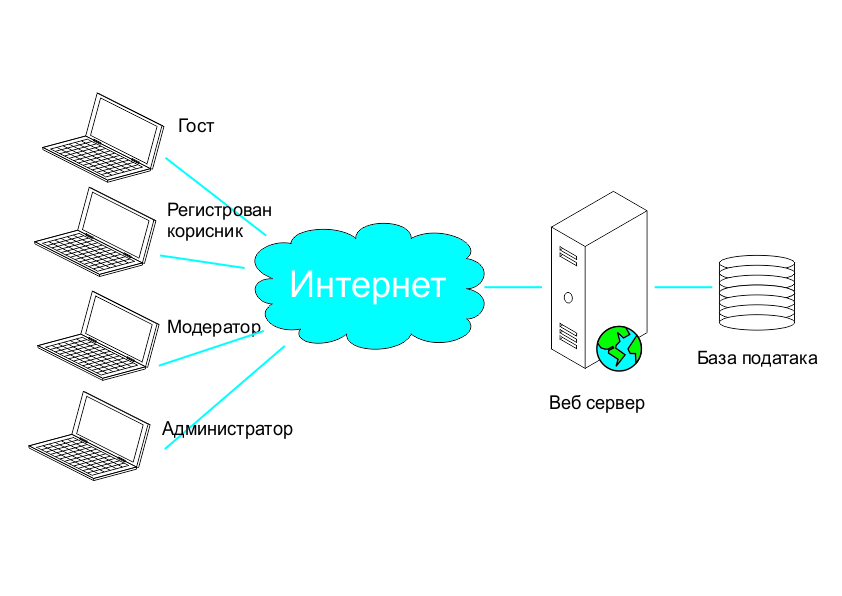 Гост
Регистрован
корисник
Интернет
Модератор
База података
Веб сервер
Администратор